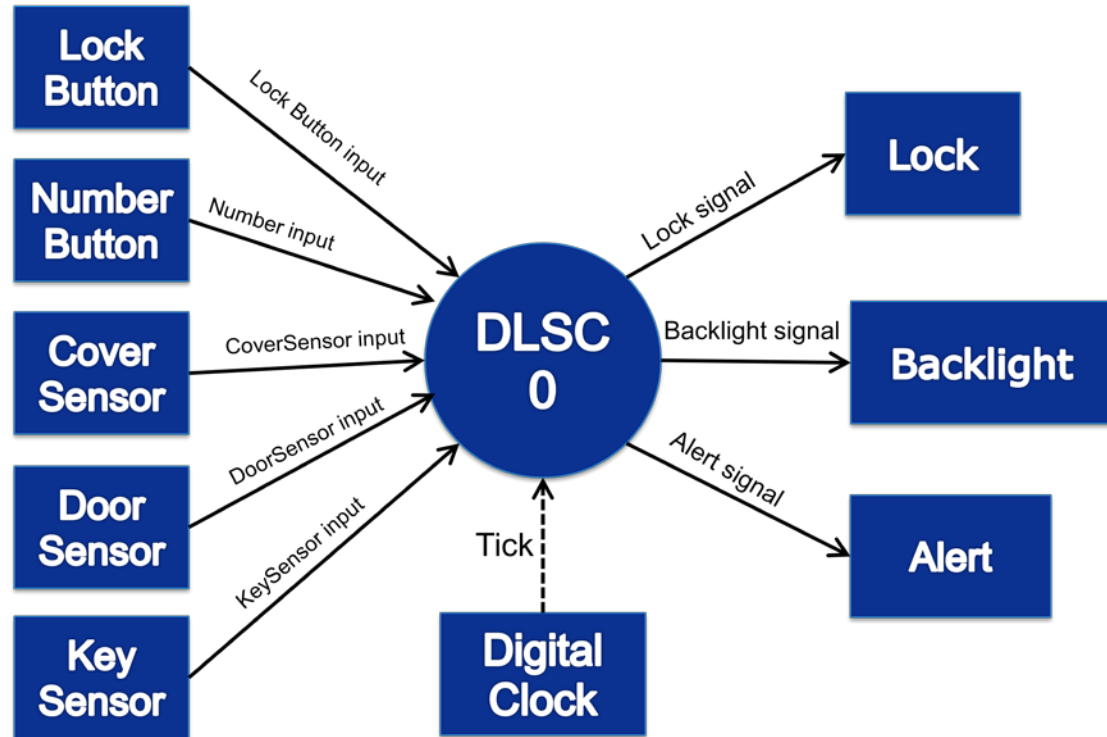 Lock
Button
Number
Button
Cover
Sensor
Door
Sensor
Key
Sensor
Lock Button input
Number input
CoverSensor input
DoorSensor input
KeySensor input
DLSC
0
Tick
Digital
Clock
Lock signal
Backlight signal
Alert signal
Lock
Backlight
Alert